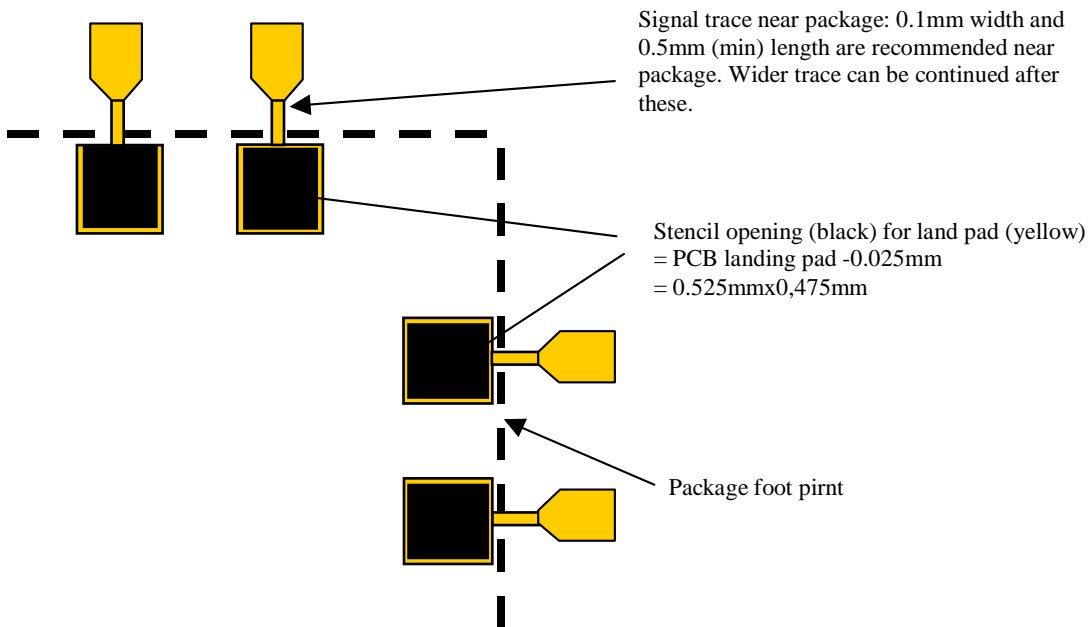 Signal trace near package: 0.1mm width and
0.5mm (min) length are recommended near
package. Wider trace can be continued after
these.
Stencil opening (black) for land pad (yellow)
= PCB landing pad -0.025mm
= 0.525mmx0,475mm
Package foot pirnt